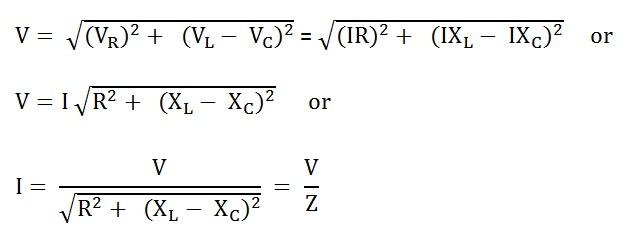 V = √(V_R)² + (V_L − V_C)² = √(IR)² + (IX_L − IX_C)² or
V = I √R² + (X_L − X_C)² or
I = V / √R² + (X_L − X_C)² = V / Z